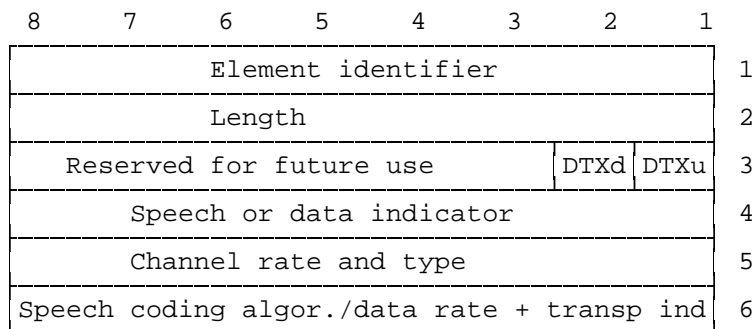 8 7 6 5 4 3 2 1
Element identifier 1
Length 2
Reserved for future use DTXd DTXu 3
Speech or data indicator 4
Channel rate and type 5
Speech coding algor./data rate + transp ind 6